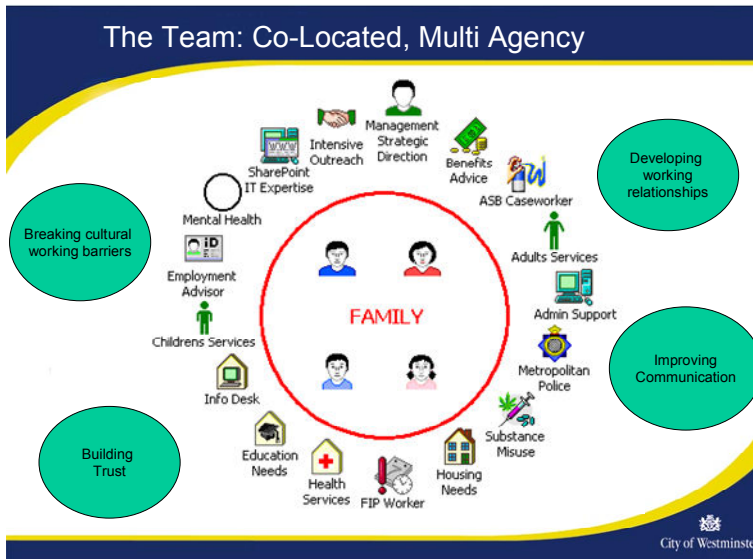 The Team: Co-Located, Multi Agency
Management
Strategic
Direction
Intensive
Outreach
Benefits
Advice
SharePoint
IT Expertise
ASB Caseworker
Mental Health
Adults Services
Employment
Advisor
Admin Support
Childrens Services
Metropolitan
Police
Info Desk
Substance
Misuse
Education
Needs
Housing
Needs
Health
Services
FIP Worker
FAMILY
iD
Breaking cultural
working barriers
Developing
working
relationships
Improving
Communication
Building
Trust
City of Westminste